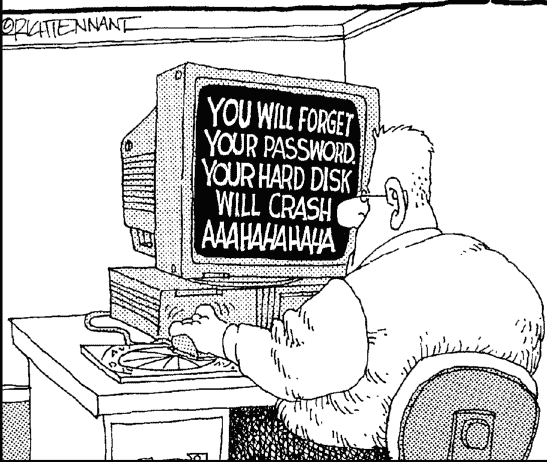 ©RICHTENNANT
YOU WILL FORGET
YOUR PASSWORD.
YOUR HARD DISK
WILL CRASH
AAAHAHAHAHA